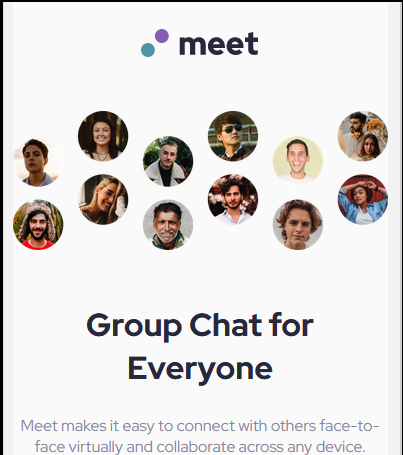 meet
Group Chat for
Everyone
Meet makes it easy to connect with others face-to-
face virtually and collaborate across any device.